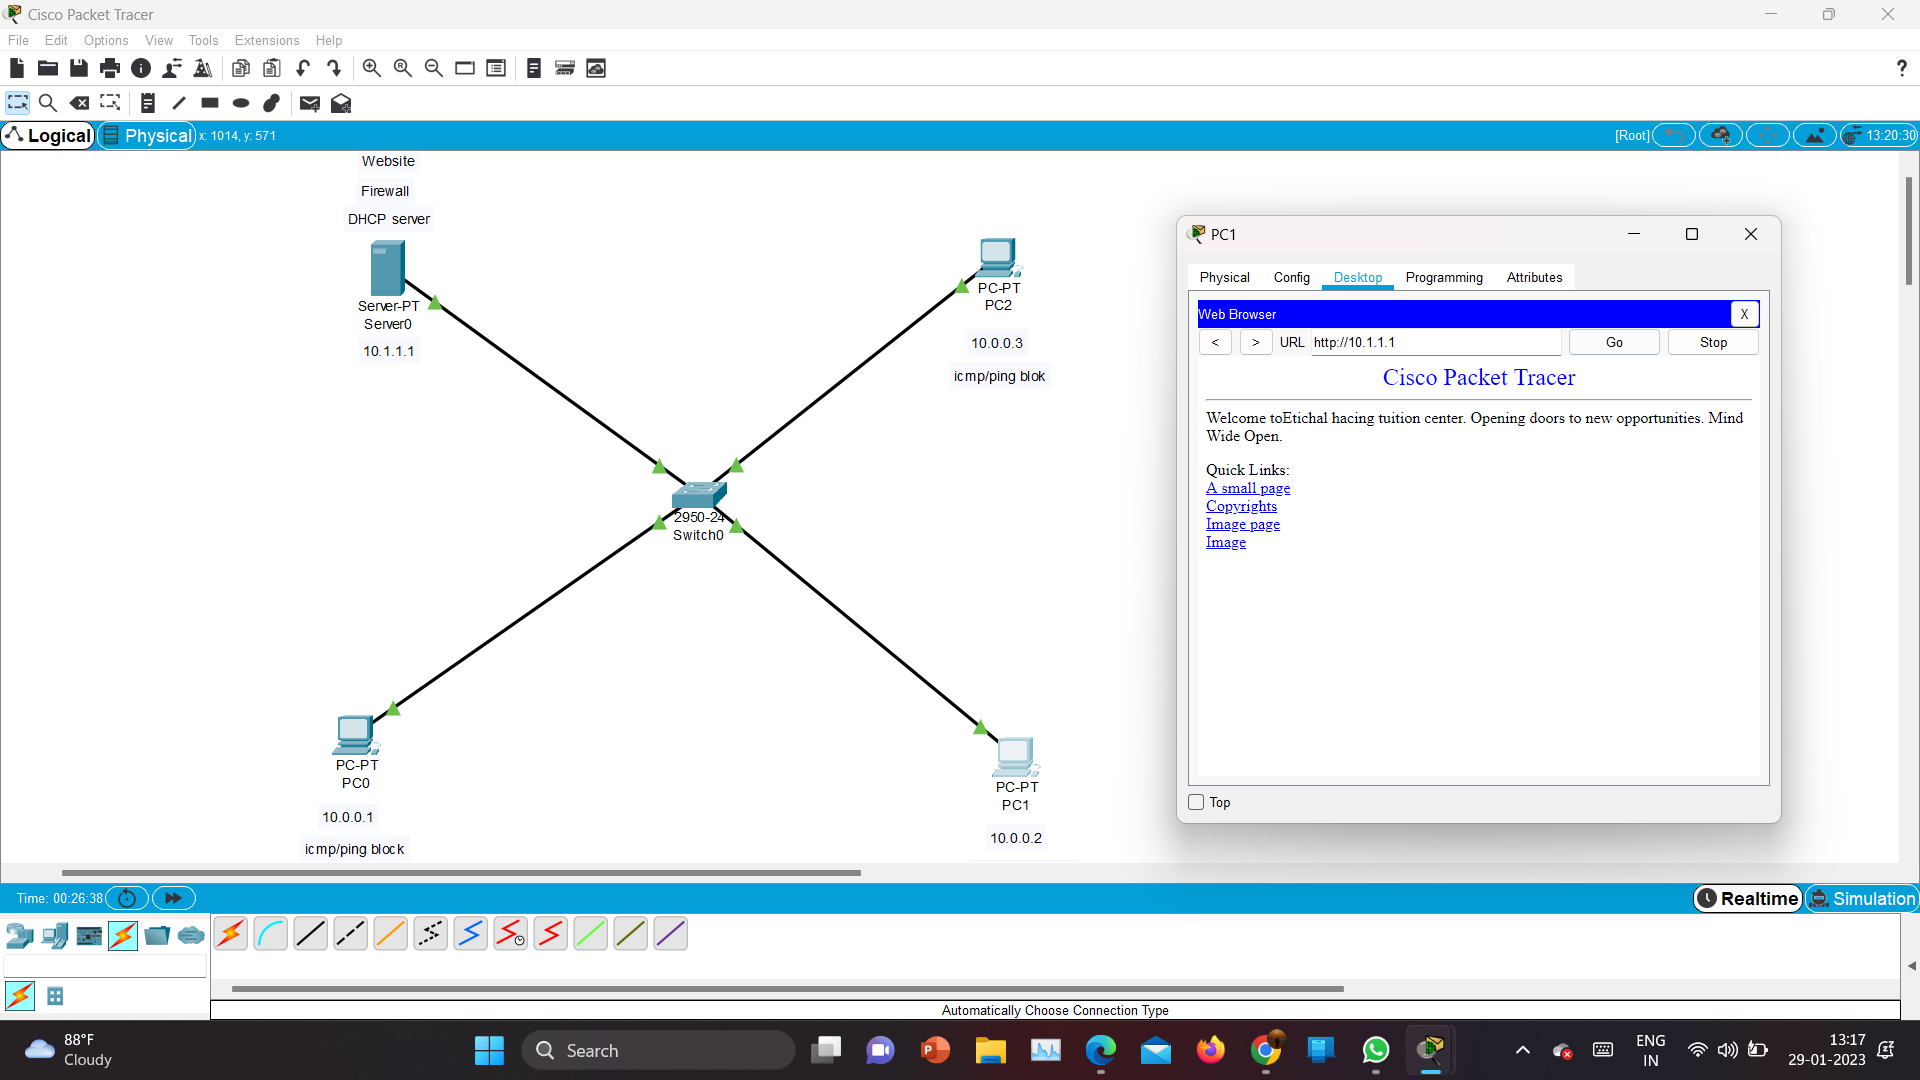 Cisco Packet Tracer
File Edit Options View Tools Extensions Help
?
Logical Physical x: 1014, y: 571 [Root] 13:20:30
Website
Firewall
DHCP server
Server-PT
Server0
10.1.1.1
PC-PT
PC2
10.0.0.3
icmp/ping blok
2950-24
Switch0
PC-PT
PC0
10.0.0.1
icmp/ping block
PC-PT
PC1
10.0.0.2
PC1
Physical Config Desktop Programming Attributes
Web Browser X
< > URL http://10.1.1.1 Go Stop
Cisco Packet Tracer
Welcome toEtichal hacing tuition center. Opening doors to new opportunities. Mind
Wide Open.
Quick Links:
A small page
Copyrights
Image page
Image
Top
Time: 00:26:38 Realtime Simulation
Automatically Choose Connection Type
88°F
Cloudy
Search
ENG
IN
13:17
29-01-2023